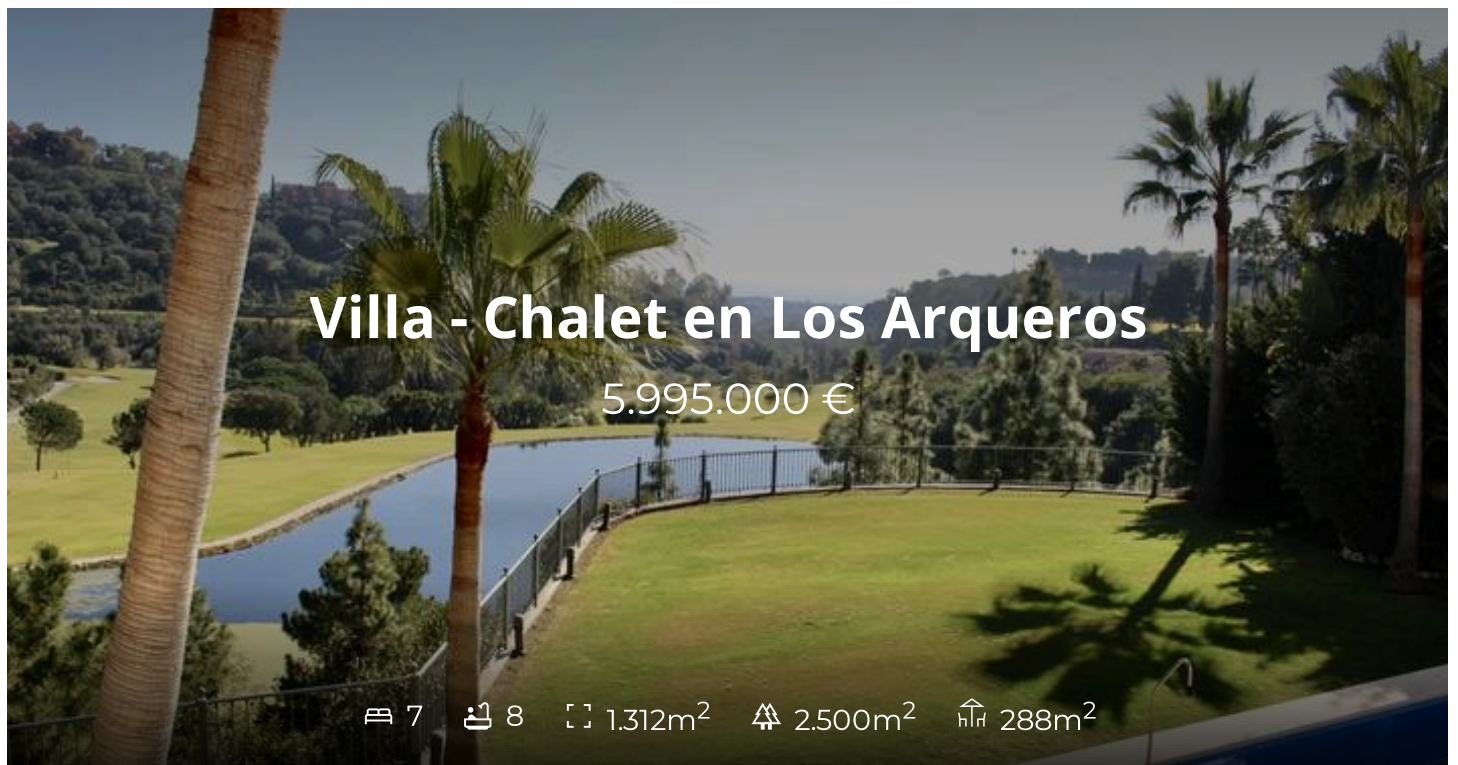 Villa - Chalet en Los Arqueros
5.995.000 €
7 8 1.312m² 2.500m² 288m²